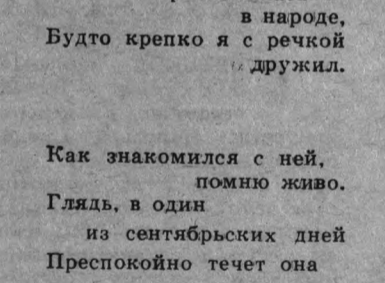 в народе,
Будто крепко я с речкой
дружил.
Как знакомился с ней,
помню живо.
Глядь, в один
из сентябрьских дней
Преспокойно течет она